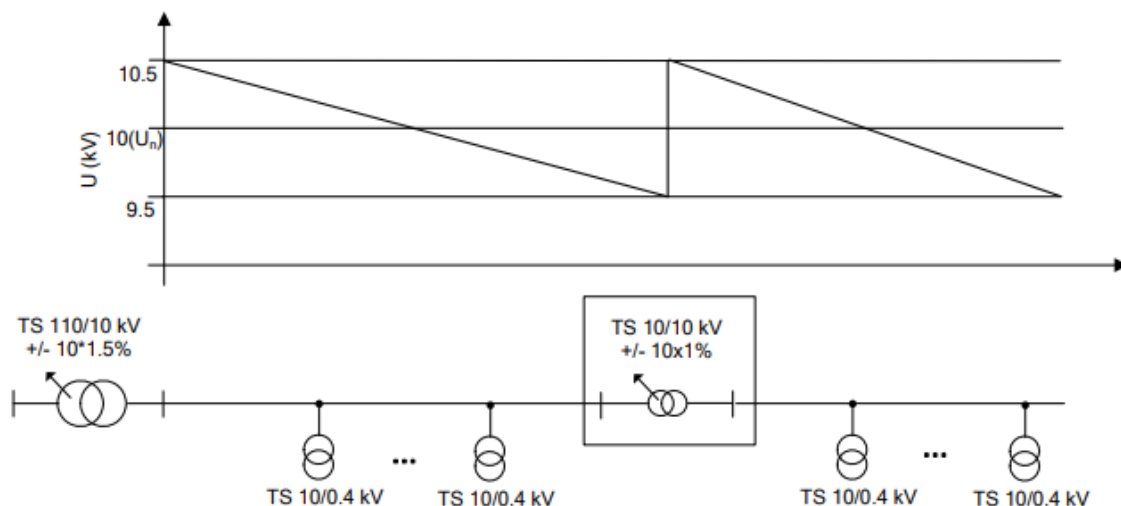 10.5
10(Uₙ)
U (kV)
9.5
TS 110/10 kV
+/- 10*1.5%
TS 10/10 kV
+/- 10x1%
...
...
TS 10/0.4 kV
TS 10/0.4 kV
TS 10/0.4 kV
TS 10/0.4 kV